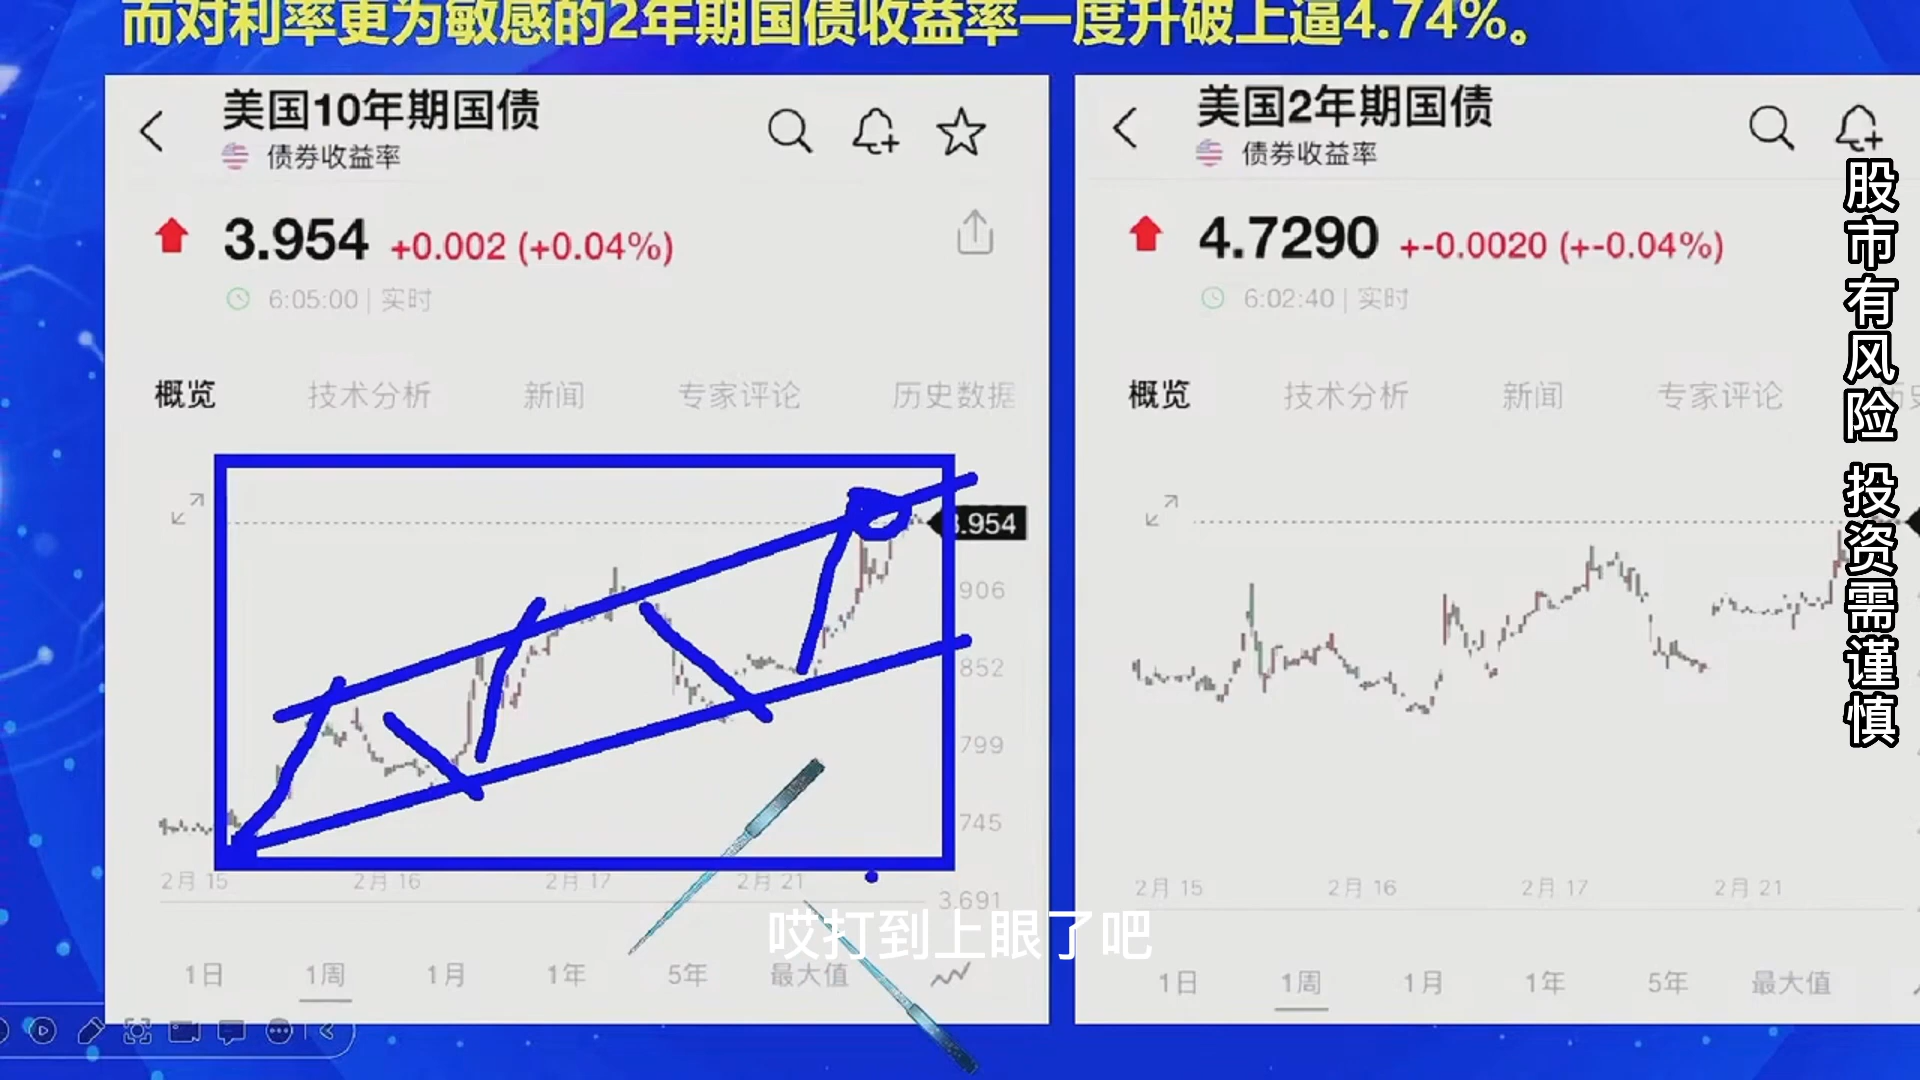 而对利率更为敏感的2年期国债收益率一度升破上逼4.74%。
美国10年期国债
债券收益率
3.954 +0.002 (+0.04%)
6:05:00 | 实时
概览 技术分析 新闻 专家评论 历史数据
3.954
906
852
799
745
2月 15 2月 16 2月 17 2月 21
3.691
1日 1周 1月 1年 5年 最大值
美国2年期国债
债券收益率
4.7290 +-0.0020 (+-0.04%)
6:02:40 | 实时
概览 技术分析 新闻 专家评论 历史
2月 15 2月 16 2月 17 2月 21
1日 1周 1月 1年 5年 最大值
股市有风险 投资需谨慎
哎打到上眼了吧